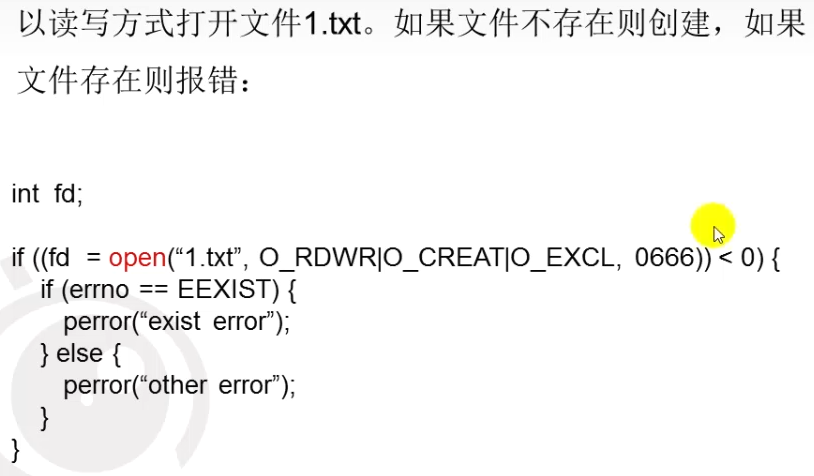 以读写方式打开文件1.txt。如果文件不存在则创建，如果
文件存在则报错：
int fd;
if ((fd = open(“1.txt”, O_RDWR|O_CREAT|O_EXCL, 0666)) < 0) {
if (errno == EEXIST) {
perror(“exist error”);
} else {
perror(“other error”);
}
}